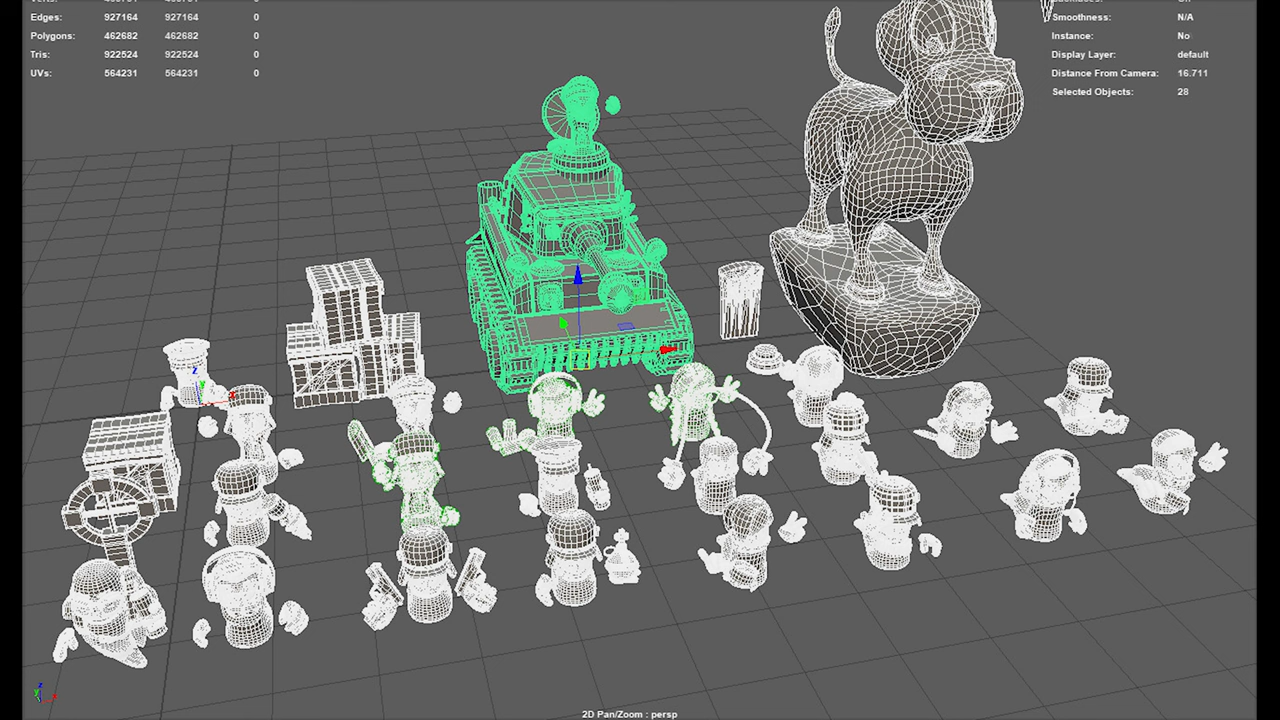 Edges: 927164 927164 0
Polygons: 462682 462682 0
Tris: 922524 922524 0
UVs: 564231 564231 0
Smoothness: N/A
Instance: No
Display Layer: default
Distance From Camera: 16.711
Selected Objects: 28
z
y
x
z
y
x
2D Pan/Zoom : persp